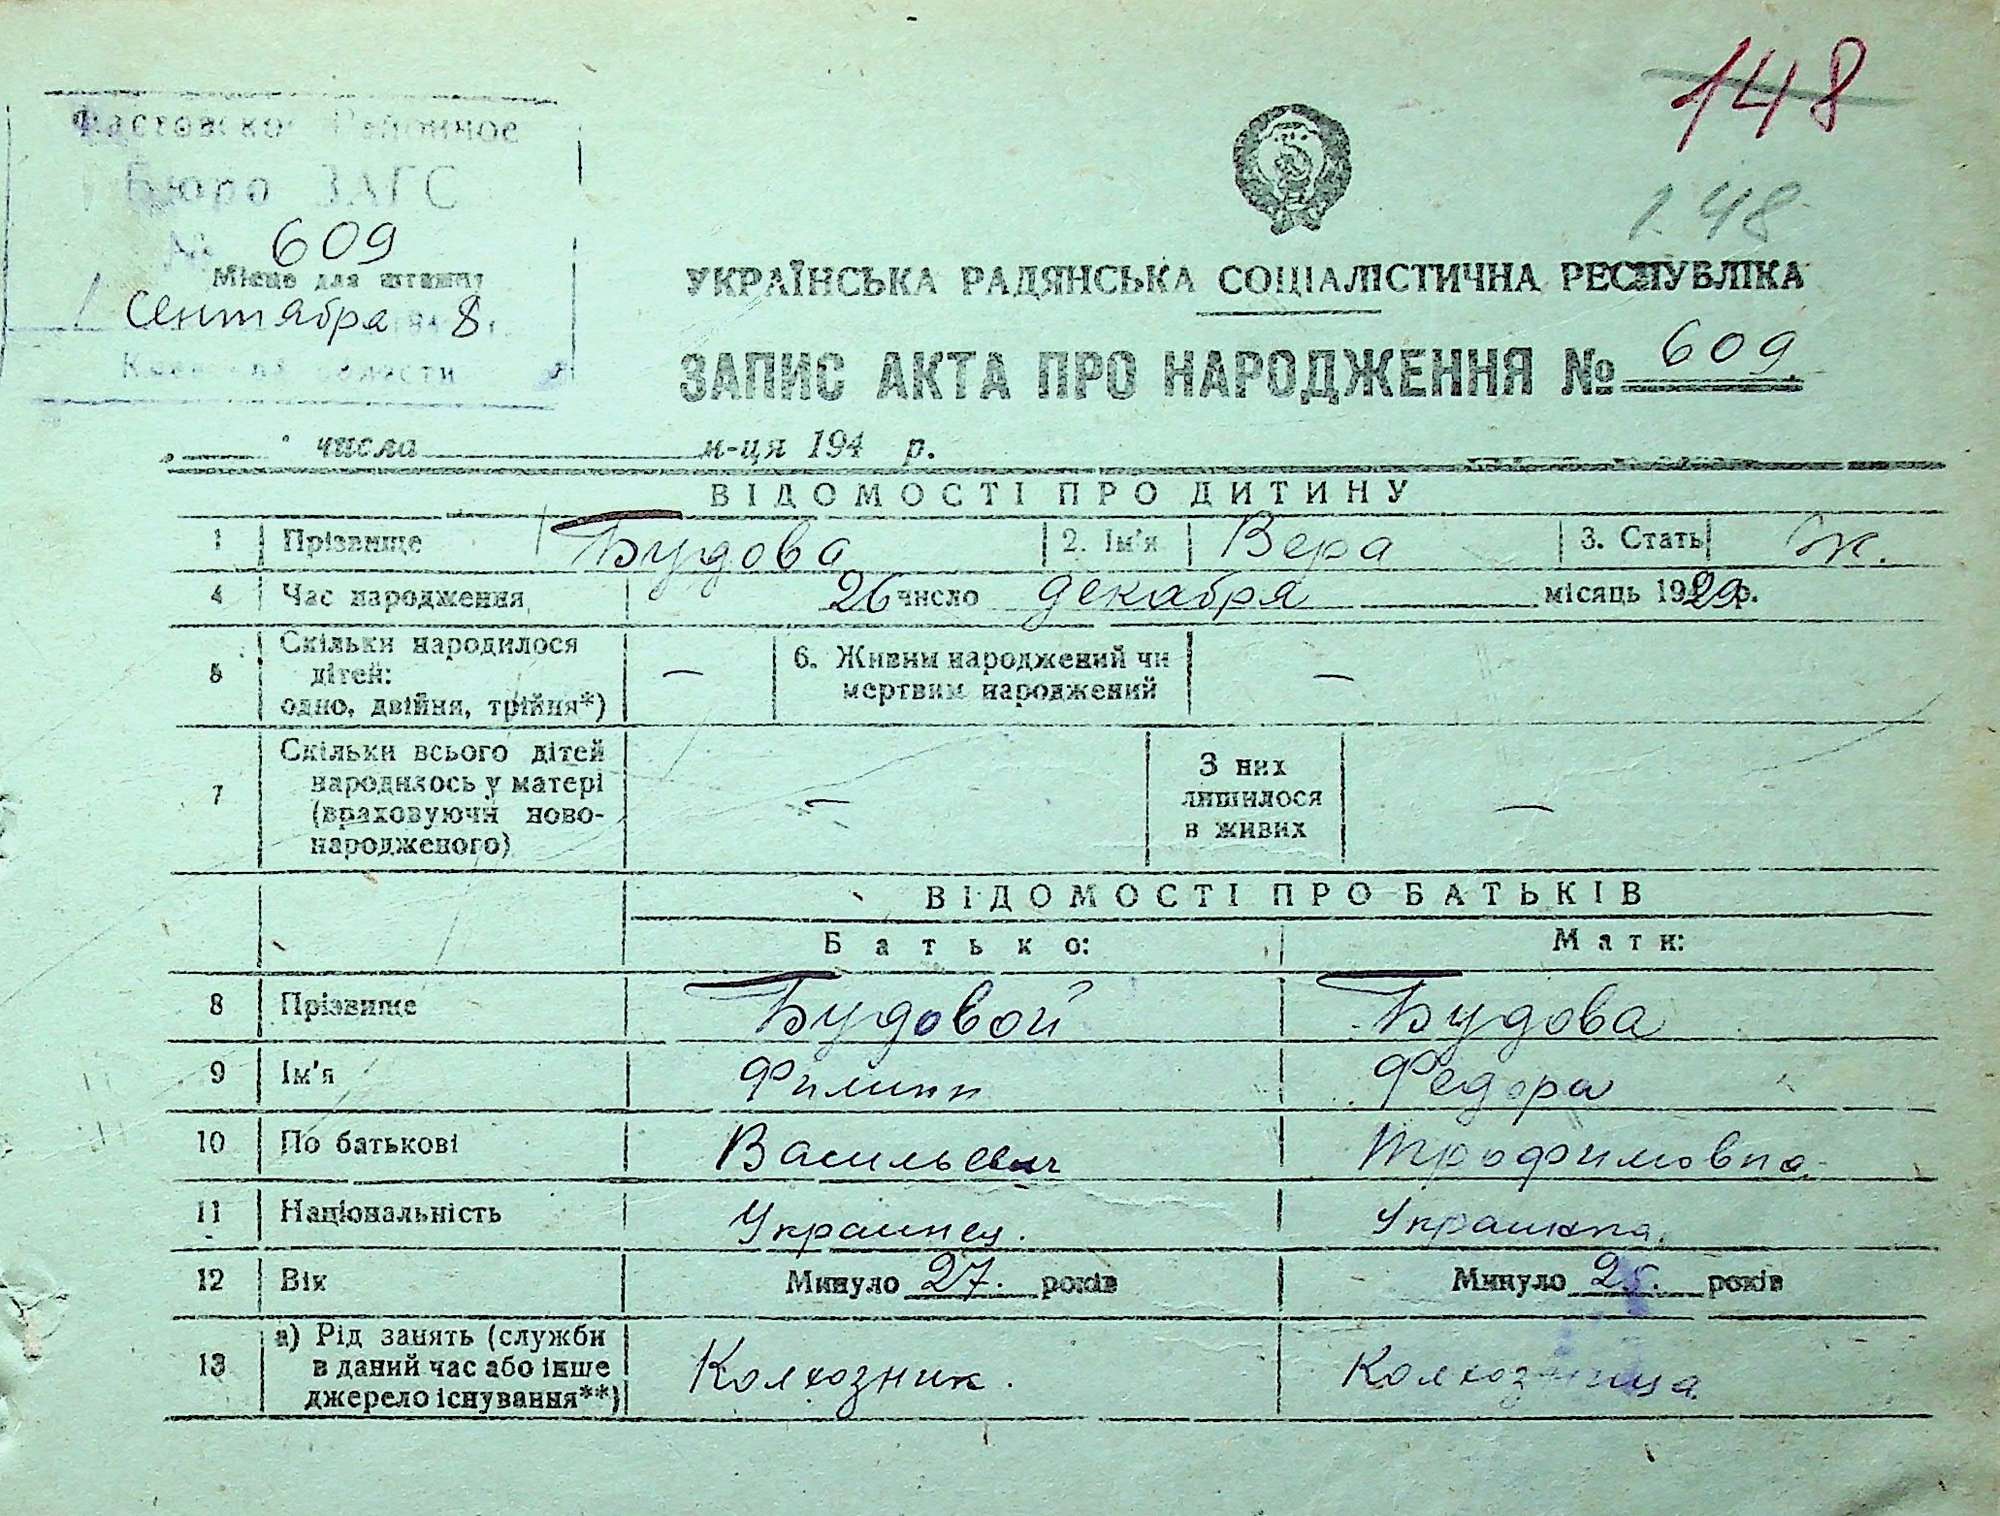 148
148
Фастовское Районное
Бюро ЗАГС
№ 609
Місце для штампу
1 Сентября 1948 г.
Киевской области
УКРАЇНСЬКА РАДЯНСЬКА СОЦІАЛІСТИЧНА РЕСПУБЛІКА
ЗАПИС АКТА ПРО НАРОДЖЕННЯ № 609
числа м-ця 194 р.
ВІДОМОСТІ ПРО ДИТИНУ
1 Прізвище Будова 2. Ім'я Вера 3. Стать ж.
4 Час народження 26 число декабря місяць 1929 р.
5 Скільки народилося дітей: одно, двійня, трійня*) — 6. Живим народжений чи мертвим народжений —
7 Скільки всього дітей народилось у матері (враховуючи ново-народженого) — З них лишилося в живих —
ВІДОМОСТІ ПРО БАТЬКІВ
Батько: Мати:
8 Прізвище Будовой Будова
9 Ім'я Филипп Федора
10 По батькові Васильевич Трофимовна
11 Національність Украинец. Украинка.
12 Вік Минуло 27. років Минуло 25. років
13 а) Рід занять (служби в даний час або інше джерело існування**) Колхозник. Колхозница